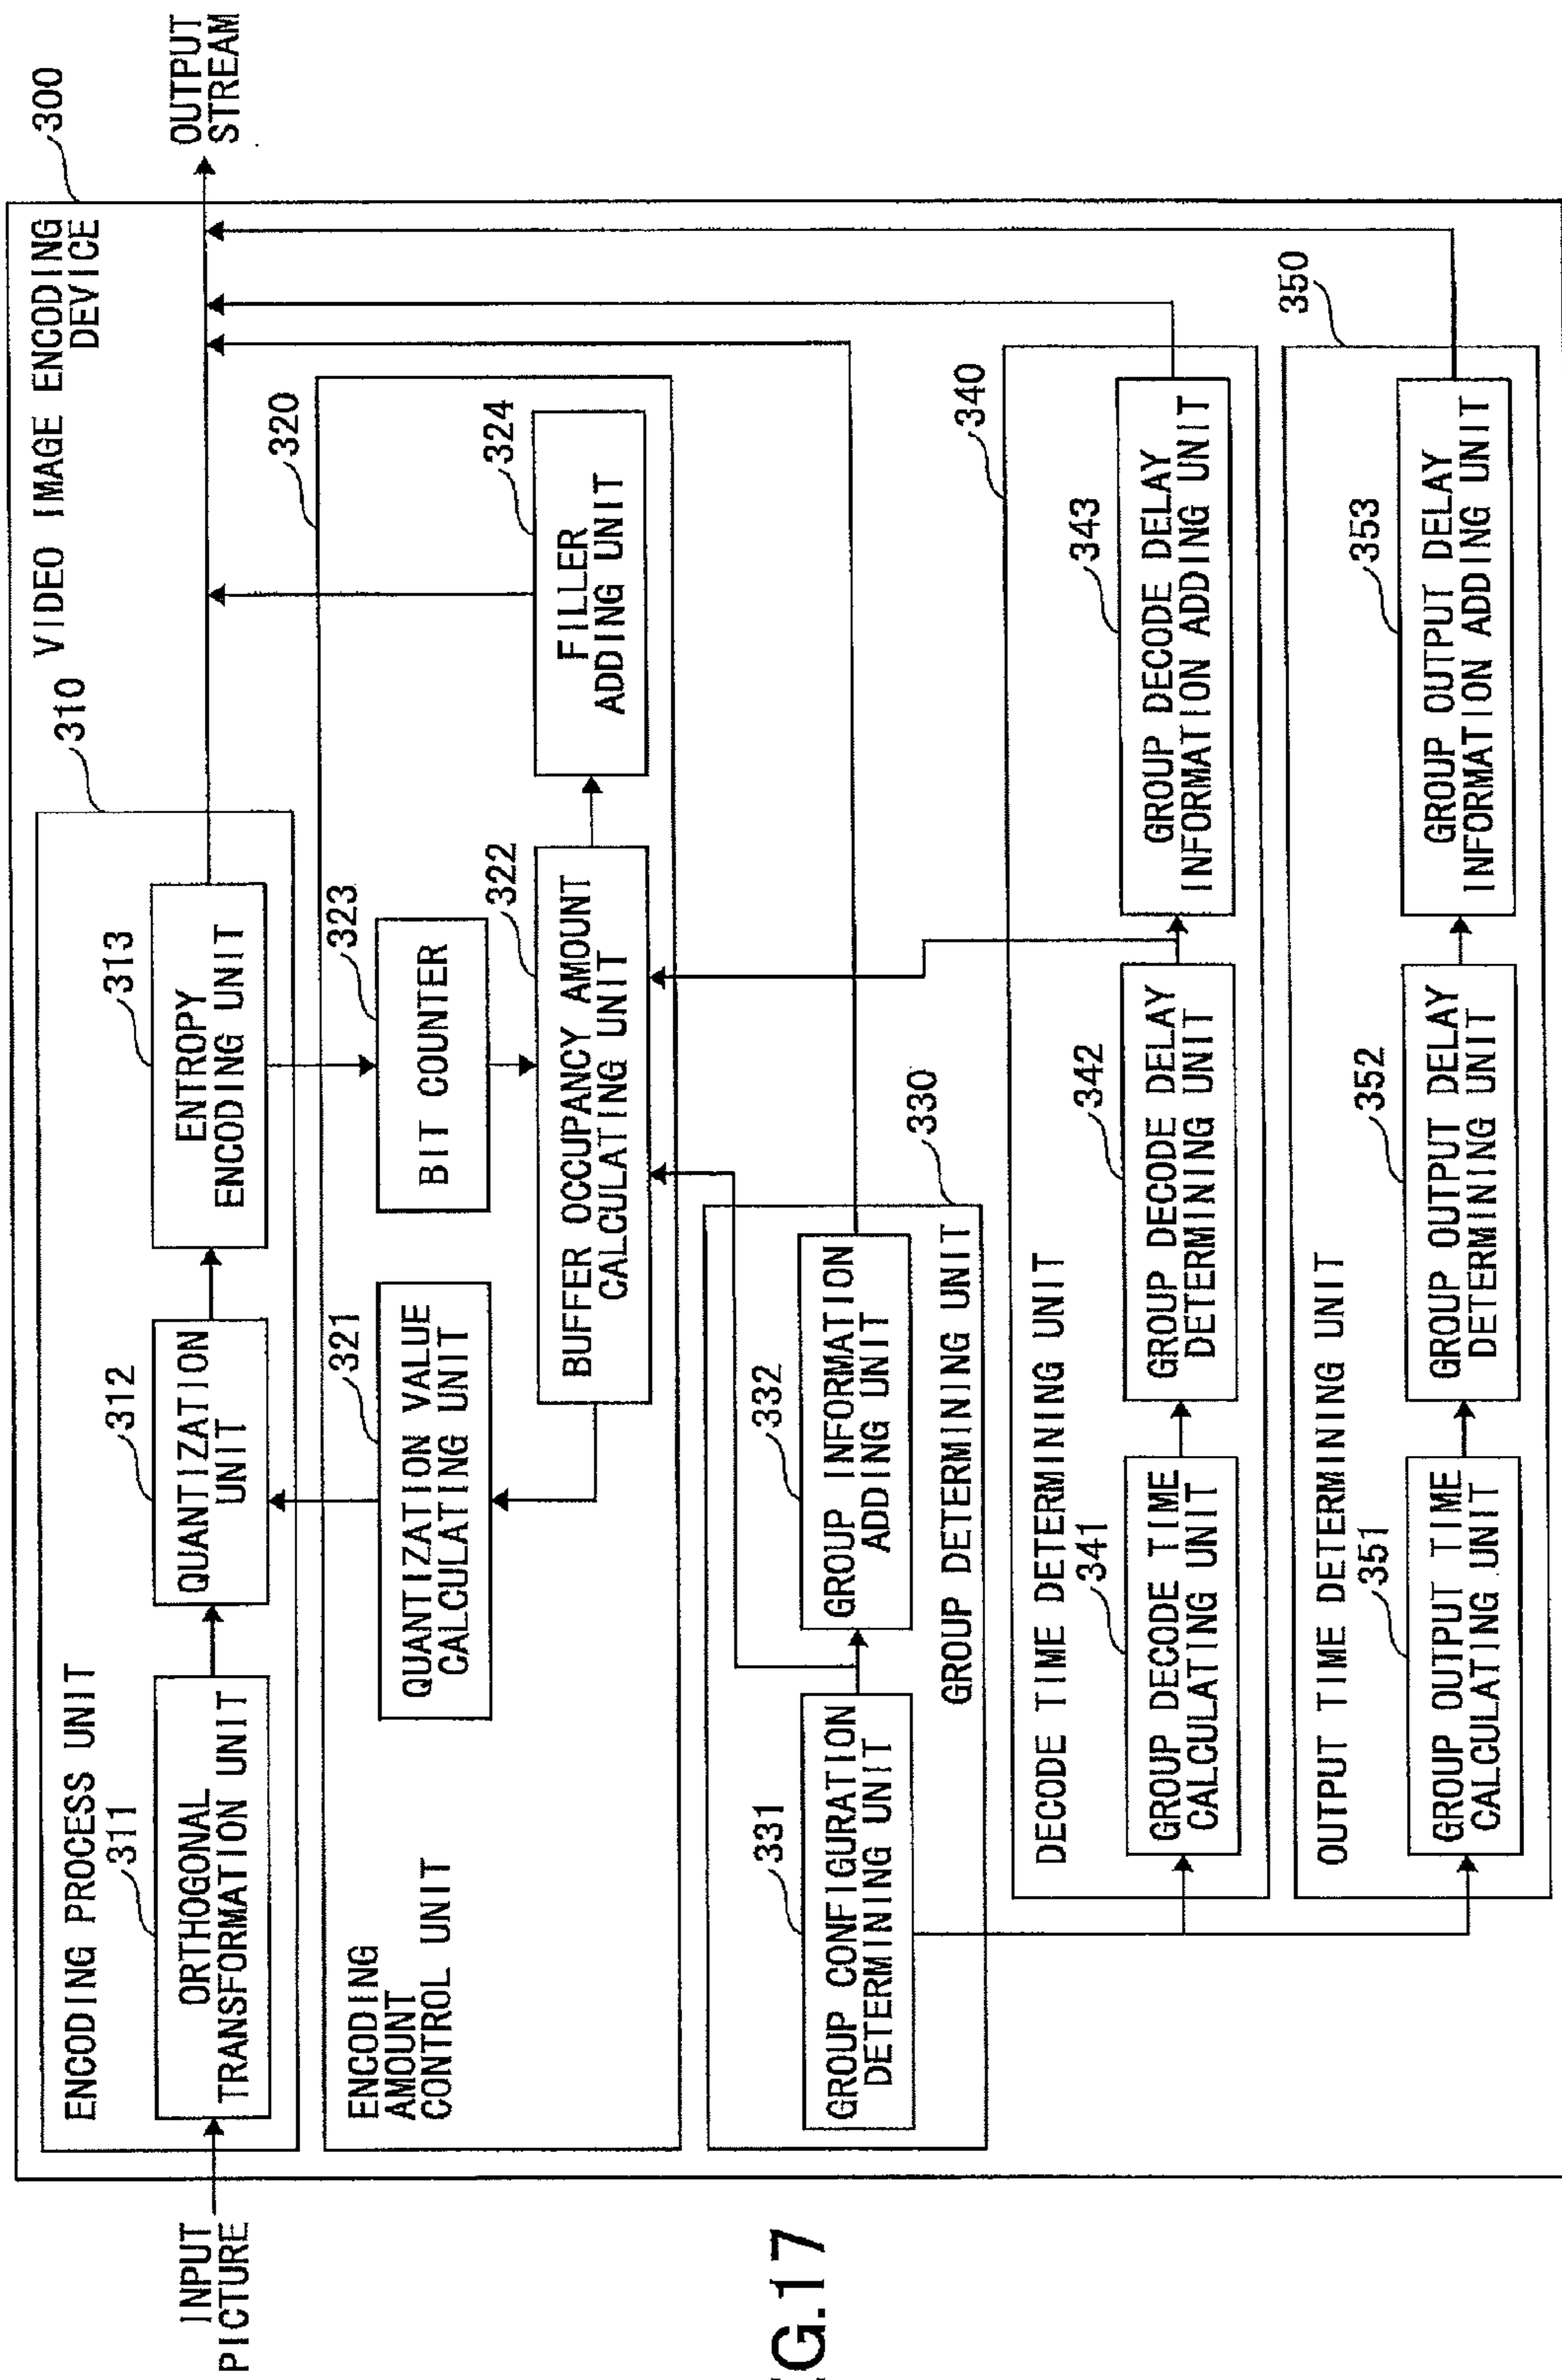 300
VIDEO IMAGE ENCODING
DEVICE
310
ENCODING PROCESS UNIT
INPUT
PICTURE
311
ORTHOGONAL
TRANSFORMATION UNIT
312
QUANTIZATION
UNIT
313
ENTROPY
ENCODING UNIT
OUTPUT
STREAM
320
ENCODING
AMOUNT
CONTROL UNIT
321
QUANTIZATION VALUE
CALCULATING UNIT
323
BIT COUNTER
322
BUFFER OCCUPANCY AMOUNT
CALCULATING UNIT
324
FILLER
ADDING UNIT
330
331
GROUP CONFIGURATION
DETERMINING UNIT
332
GROUP INFORMATION
ADDING UNIT
GROUP DETERMINING UNIT
340
DECODE TIME DETERMINING UNIT
341
GROUP DECODE TIME
CALCULATING UNIT
342
GROUP DECODE DELAY
DETERMINING UNIT
343
GROUP DECODE DELAY
INFORMATION ADDING UNIT
350
OUTPUT TIME DETERMINING UNIT
351
GROUP OUTPUT TIME
CALCULATING UNIT
352
GROUP OUTPUT DELAY
DETERMINING UNIT
353
GROUP OUTPUT DELAY
INFORMATION ADDING UNIT
G.17